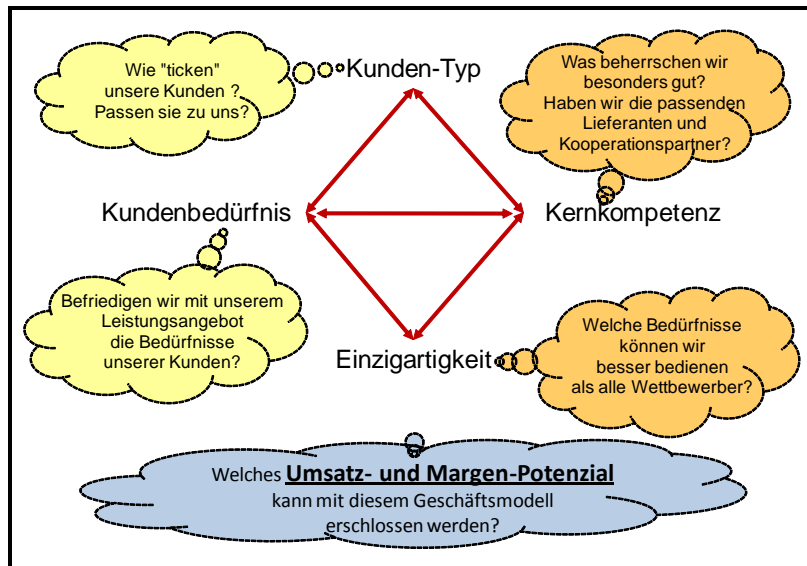 Wie "ticken"
unsere Kunden ?
Passen sie zu uns?
Kunden-Typ
Was beherrschen wir
besonders gut?
Haben wir die passenden
Lieferanten und
Kooperationspartner?
Kundenbedürfnis
Kernkompetenz
Befriedigen wir mit unserem
Leistungsangebot
die Bedürfnisse
unserer Kunden?
Einzigartigkeit
Welche Bedürfnisse
können wir
besser bedienen
als alle Wettbewerber?
Welches Umsatz- und Margen-Potenzial
kann mit diesem Geschäftsmodell
erschlossen werden?